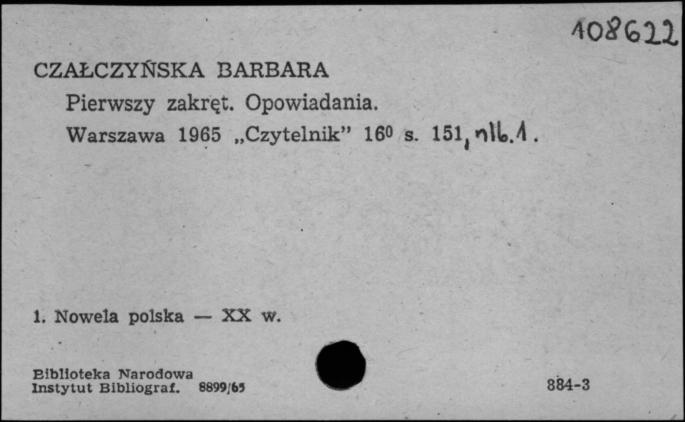 108622
CZAŁCZYŃSKA BARBARA
Pierwszy zakręt. Opowiadania.
Warszawa 1965 „Czytelnik” 16⁰ s. 151, nlb. 1.
1. Nowela polska — XX w.
Biblioteka Narodowa
Instytut Bibliograf. 8899/65
884-3